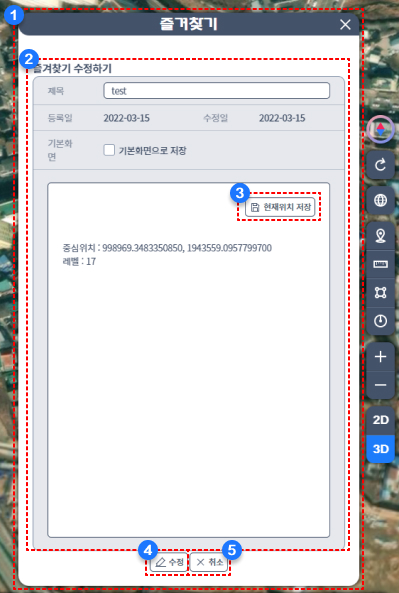 1
즐겨찾기
2
즐겨찾기 수정하기
제목 test
등록일 2022-03-15 수정일 2022-03-15
기본화
면
기본화면으로 저장
3
현재위치 저장
중심위치 : 998969.3483350850, 1943559.0957799700
레벨 : 17
2D
3D
4 5
수정 취소